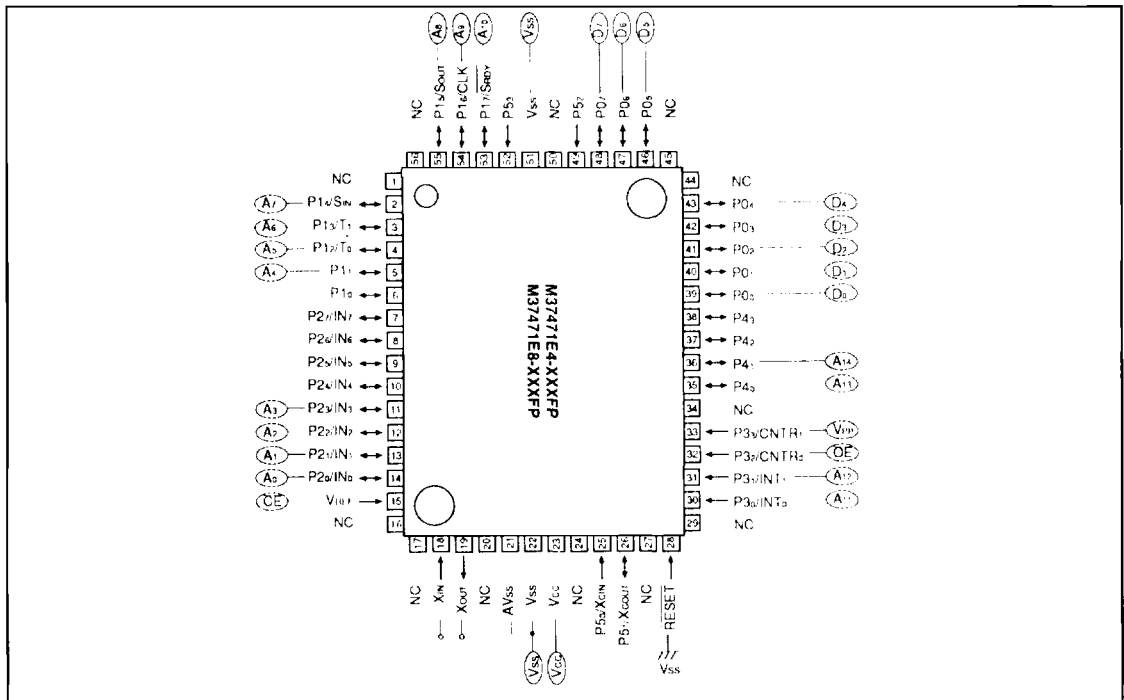 A8
A9
A10
VSS
D7
D6
D5
NC
P15/SOUT
P16/CLK
P17/SRDY
P53
VSS
NC
P52
P07
P06
P05
NC
56 55 54 53 52 51 50 49 48 47 46 45
NC 1
A7 P14/SIN 2
A6 P13/T1 3
A5 P12/T0 4
A4 P11 5
P10 6
P27/IN7 7
P26/IN6 8
P25/IN5 9
P24/IN4 10
A3 P23/IN3 11
A2 P22/IN2 12
A1 P21/IN1 13
A0 P20/IN0 14
CE VREF 15
NC 16
M37471E4-XXXFP
M37471E8-XXXFP
44 NC
43 P04 D4
42 P03 D3
41 P02 D2
40 P01 D1
39 P00 D0
38 P43
37 P42
36 P41 A14
35 P40 A13
34 NC
33 P33/CNTR1 VPP
32 P32/CNTR0 OE
31 P31/INT1 A12
30 P30/INT0 A11
29 NC
17 18 19 20 21 22 23 24 25 26 27 28
NC
XIN
XOUT
NC
AVSS
VSS
VCC
NC
P50/XCIN
P51/XCOUT
NC
RESET
VSS
VCC
VSS